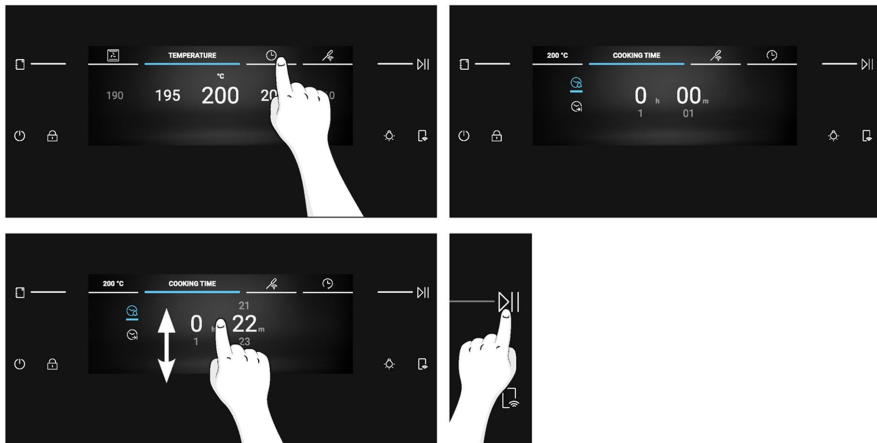 TEMPERATURE
°C
190 195 200
200 °C COOKING TIME
0 h 00 m
1 01
200 °C COOKING TIME
21
0 22 m
1 23